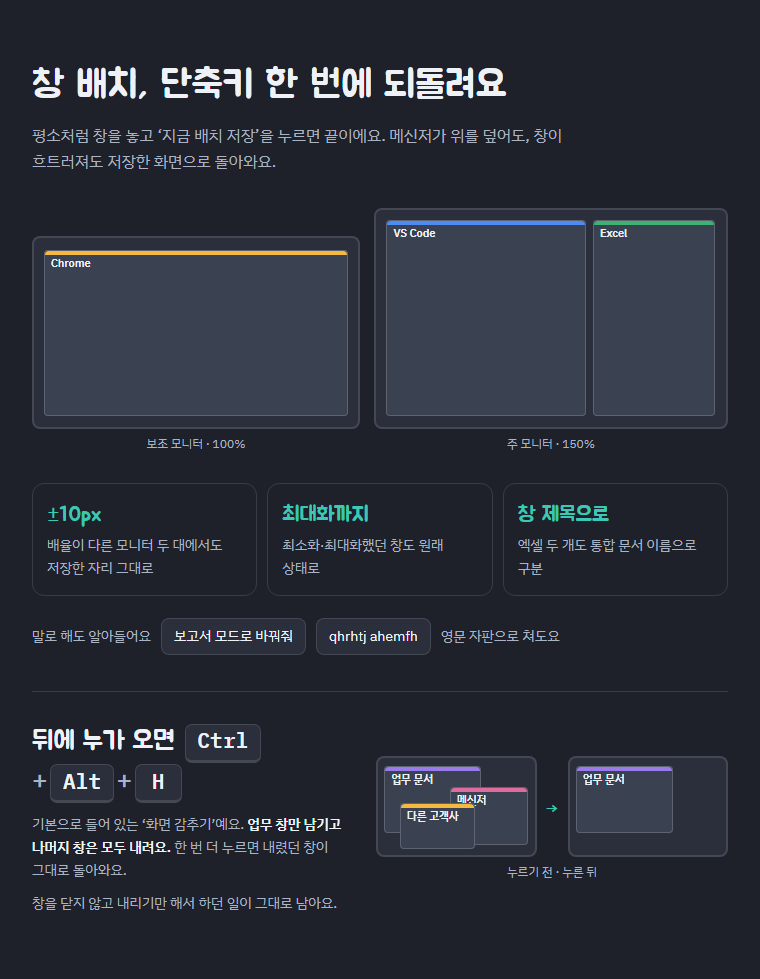 창 배치, 단축키 한 번에 되돌려요
평소처럼 창을 놓고 ‘지금 배치 저장’을 누르면 끝이에요. 메신저가 위를 덮어도, 창이
흐트러져도 저장한 화면으로 돌아와요.
Chrome
VS Code
Excel
보조 모니터 · 100%
주 모니터 · 150%
±10px
배율이 다른 모니터 두 대에서도
저장한 자리 그대로
최대화까지
최소화·최대화했던 창도 원래
상태로
창 제목으로
엑셀 두 개도 통합 문서 이름으로
구분
말로 해도 알아들어요 보고서 모드로 바꿔줘 qhrhtj ahemfh 영문 자판으로 쳐도요
뒤에 누가 오면 Ctrl
+ Alt + H
기본으로 들어 있는 ‘화면 감추기’예요. 업무 창만 남기고
나머지 창은 모두 내려요. 한 번 더 누르면 내렸던 창이
그대로 돌아와요.
창을 닫지 않고 내리기만 해서 하던 일이 그대로 남아요.
업무 문서
메신저
다른 고객사
→
업무 문서
누르기 전 · 누른 뒤